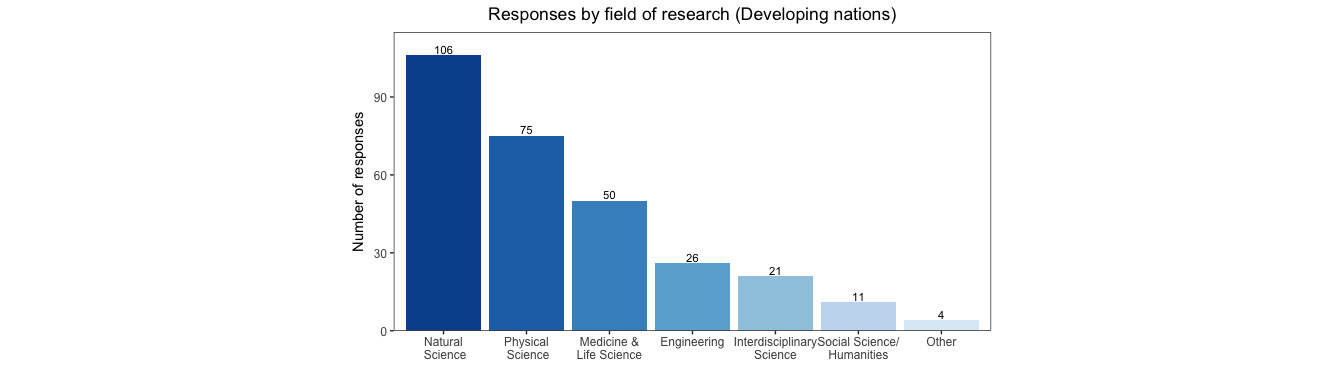 Responses by field of research (Developing nations)
Number of responses
90
60
30
0
106
75
50
26
21
11
4
Natural
Science
Physical
Science
Medicine &
Life Science
Engineering
Interdisciplinary
Science
Social Science/
Humanities
Other